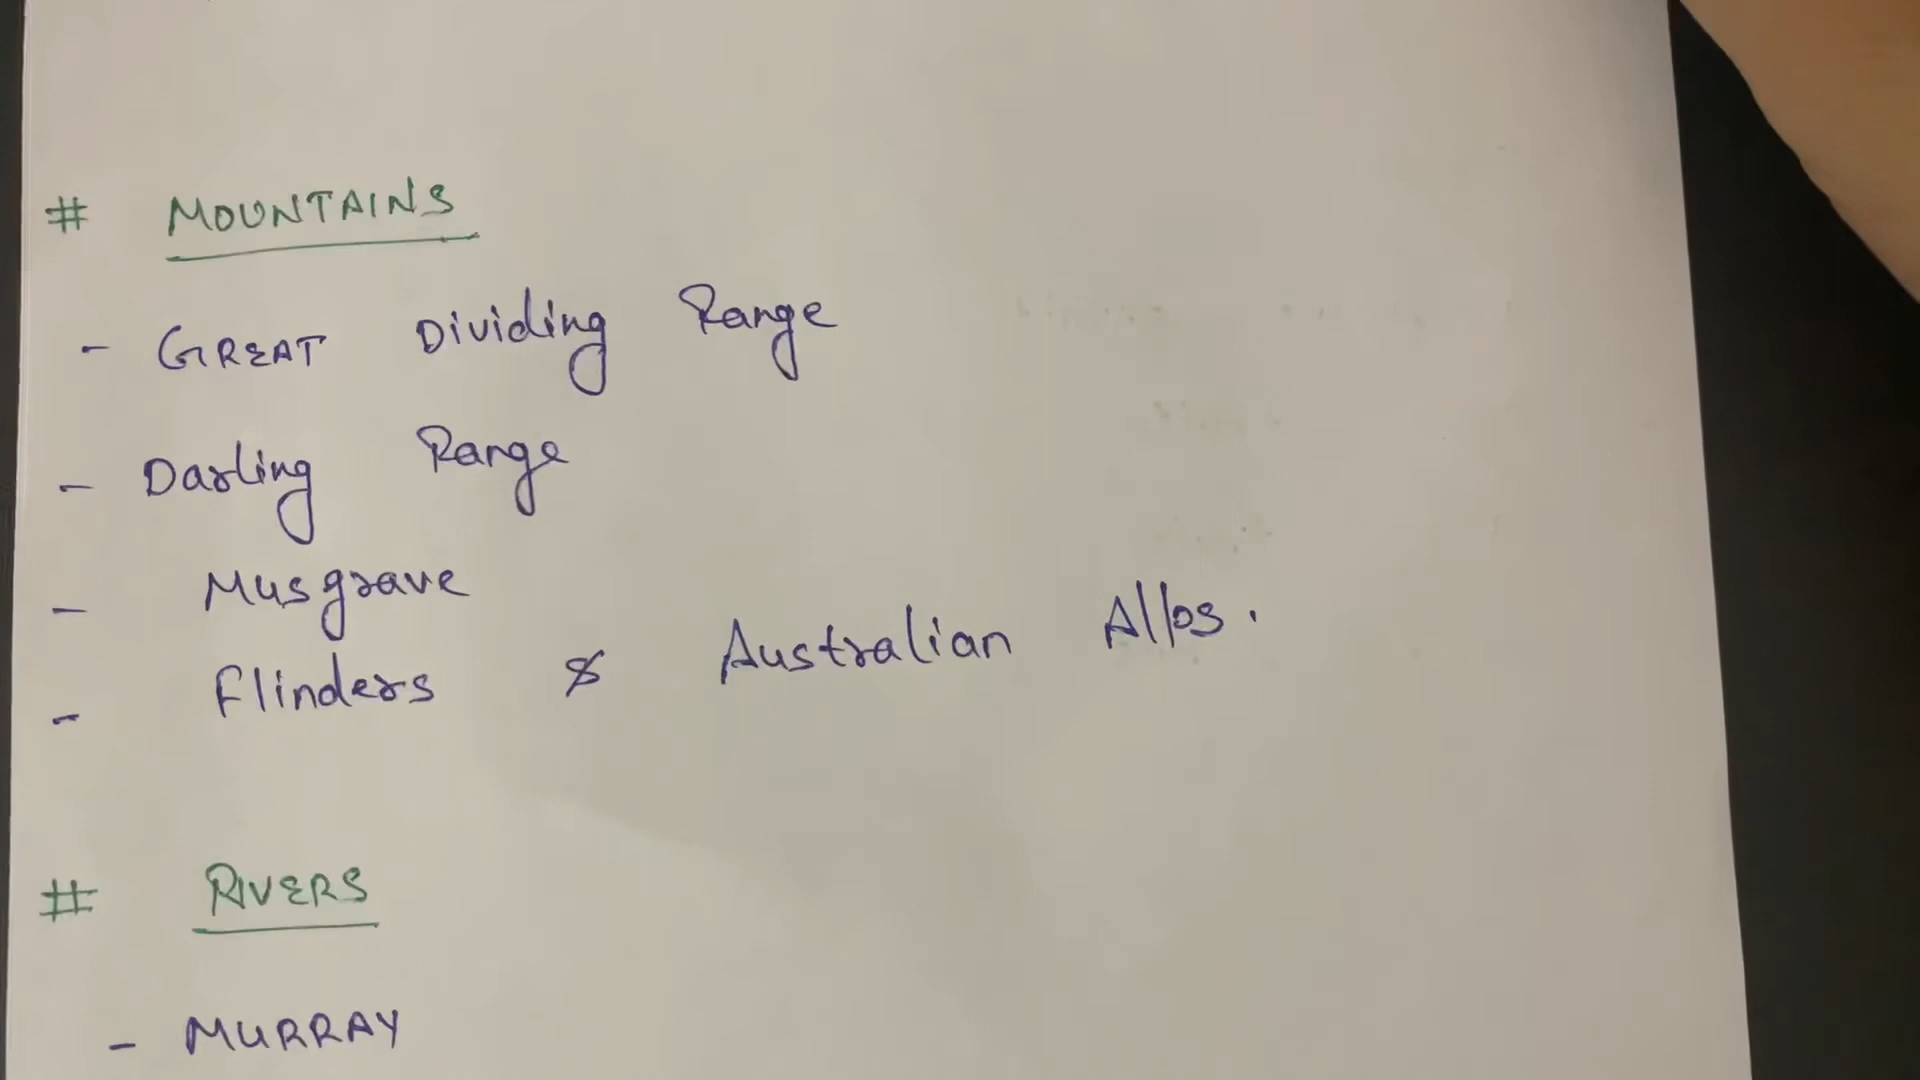 # MOUNTAINS
- GREAT Dividing Range
- Darling Range
- Musgrave
- Flinders & Australian Alps.
# RIVERS
- MURRAY